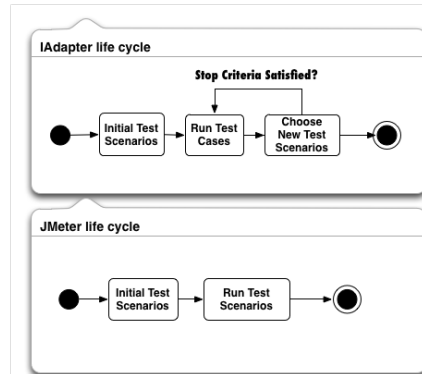 IAdapter life cycle
Stop Criteria Satisfied?
Initial Test
Scenarios
Run Test
Cases
Choose
New Test
Scenarios
JMeter life cycle
Initial Test
Scenarios
Run Test
Scenarios